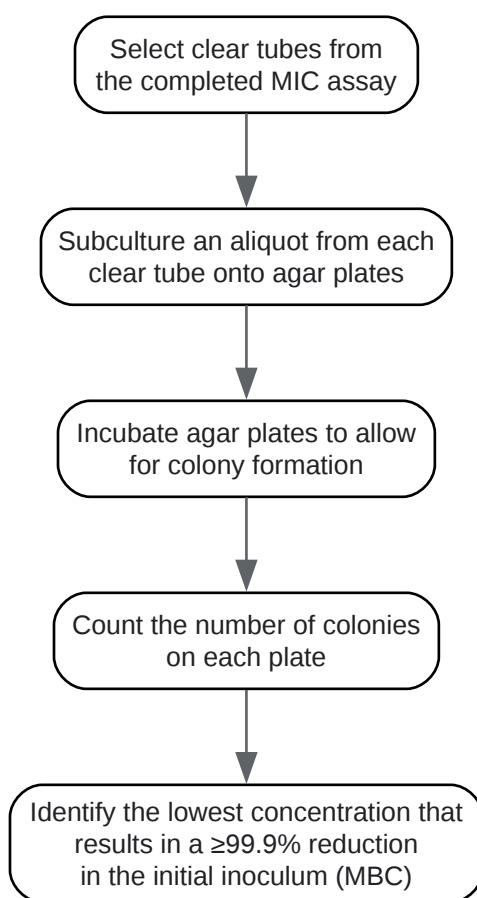 Select clear tubes from
the completed MIC assay
Subculture an aliquot from each
clear tube onto agar plates
Incubate agar plates to allow
for colony formation
Count the number of colonies
on each plate
Identify the lowest concentration that
results in a ≥99.9% reduction
in the initial inoculum (MBC)